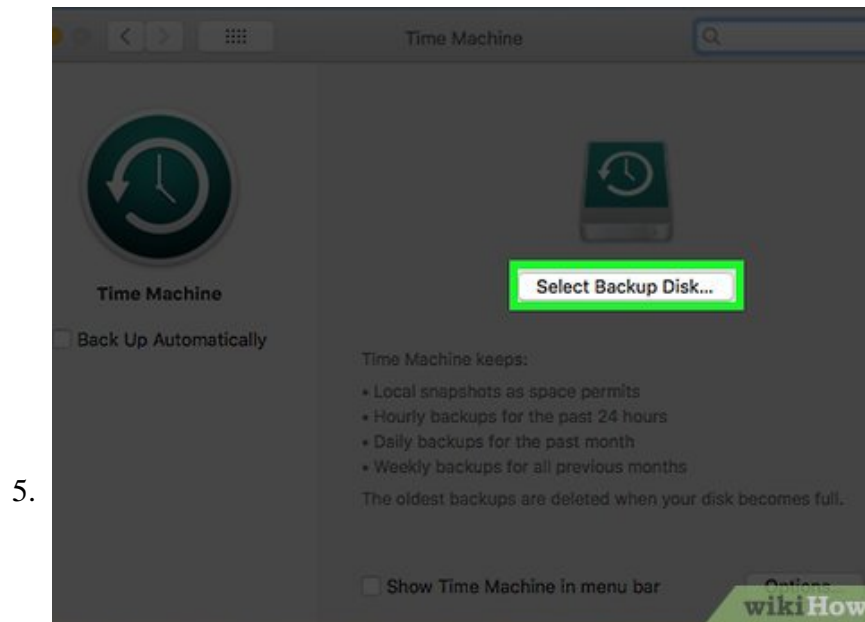 Time Machine
Select Backup Disk...
Time Machine
Back Up Automatically
Time Machine keeps:
• Local snapshots as space permits
• Hourly backups for the past 24 hours
• Daily backups for the past month
• Weekly backups for all previous months
5.
The oldest backups are deleted when your disk becomes full.
Show Time Machine in menu bar
Options...
wikiHow